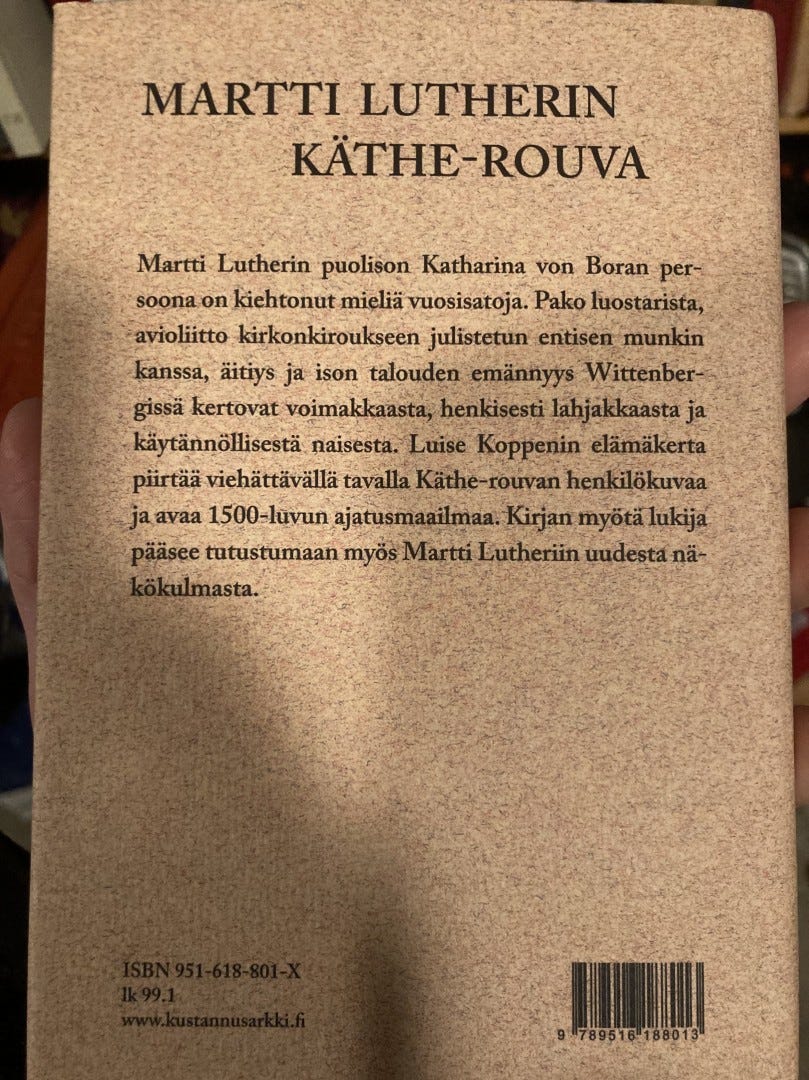 MARTTI LUTHERIN
KÄTHE-ROUVA
Martti Lutherin puolison Katharina von Boran per-
soona on kiehtonut mieliä vuosisatoja. Pako luostarista,
avioliitto kirkonkiroukseen julistetun entisen munkin
kanssa, äitiys ja ison talouden emännyys Wittenber-
gissä kertovat voimakkaasta, henkisesti lahjakkaasta ja
käytännöllisestä naisesta. Luise Koppenin elämäkerta
piirtää viehättävällä tavalla Käthe-rouvan henkilökuvaa
ja avaa 1500-luvun ajatusmaailmaa. Kirjan myötä lukija
pääsee tutustumaan myös Martti Lutheriin uudesta nä-
kökulmasta.
ISBN 951-618-801-X
lk 99.1
www.kustannusarkki.fi
9 789516 188013